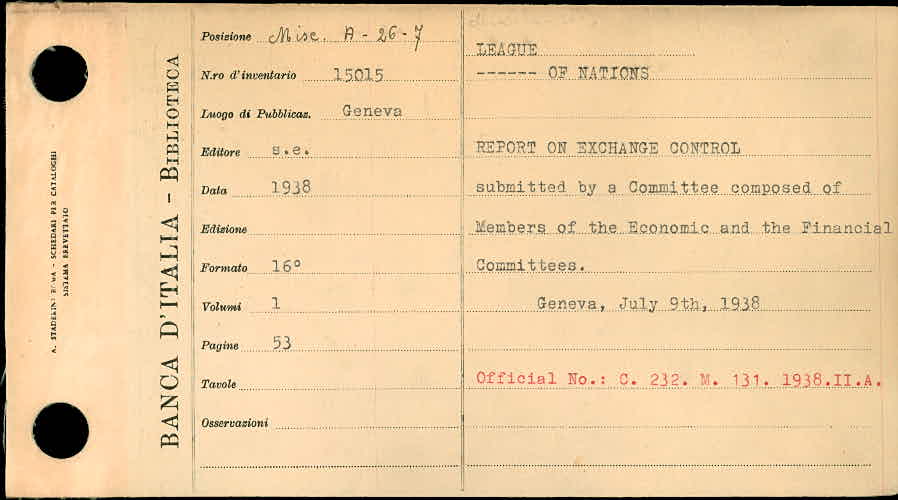 A. STADERINI ROMA - SCHEDARI PER CATALOGHI
SISTEMA BREVETTATO
BANCA D'ITALIA - BIBLIOTECA
Posizione Misc. A - 26 - 7
N.ro d'inventario 15015
Luogo di Pubblicaz. Geneva
Editore s.e.
Data 1938
Edizione
Formato 16°
Volumi 1
Pagine 53
Tavole
Osservazioni
LEAGUE
------ OF NATIONS
REPORT ON EXCHANGE CONTROL
submitted by a Committee composed of
Members of the Economic and the Financial
Committees.
Geneva, July 9th, 1938
Official No.: C. 232. M. 131. 1938.II.A.